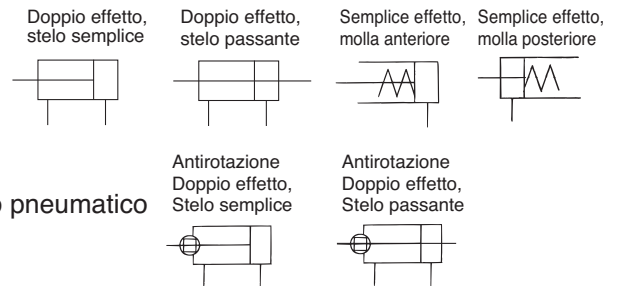 Doppio effetto,
stelo semplice
Doppio effetto,
stelo passante
Semplice effetto,
molla anteriore
Semplice effetto,
molla posteriore
pneumatico
Antirotazione
Doppio effetto,
Stelo semplice
Antirotazione
Doppio effetto,
Stelo passante